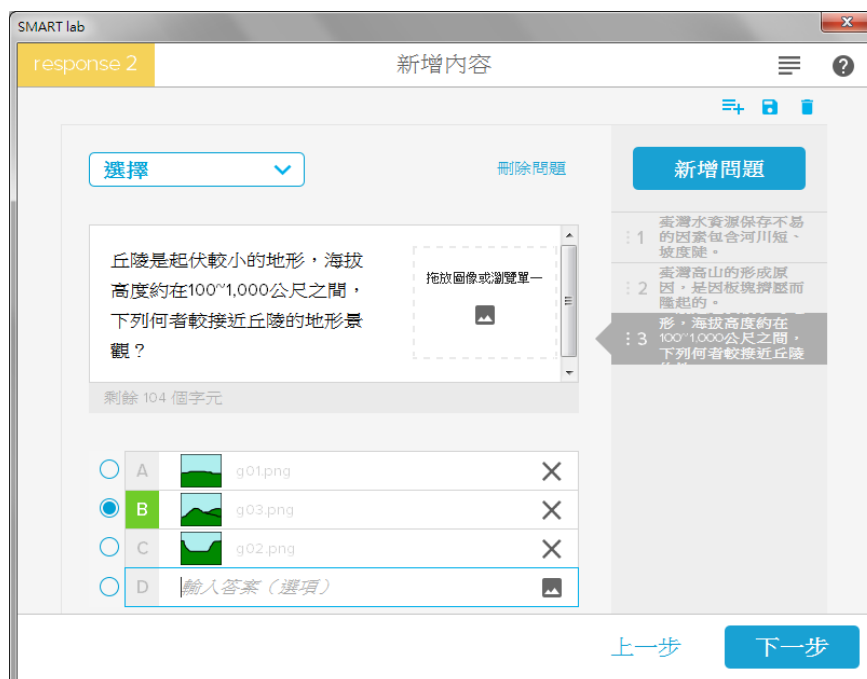 SMART lab
response 2
新增內容
選擇
刪除問題
新增問題
丘陵是起伏較小的地形，海拔
高度約在100~1,000公尺之間，
下列何者較接近丘陵的地形景
觀？
拖放圖像或瀏覽單一
剩餘 104 個字元
1
臺灣水資源保存不易
的因素包含河川短、
坡度陡。
2
臺灣高山的形成原
因，是因板塊擠壓而
隆起的。
3
形，海拔高度約在
100~1,000公尺之間，
下列何者較接近丘陵
A
g01.png
B
g03.png
C
g02.png
D
輸入答案（選項）
上一步
下一步